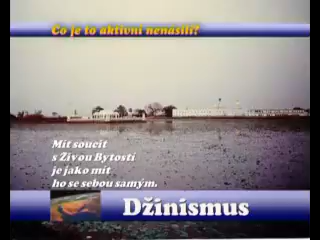 Co je to aktivní nenásilí?
Mít soucit
s Živou Bytostí
je jako mít
ho se sebou samým.
Džinismus